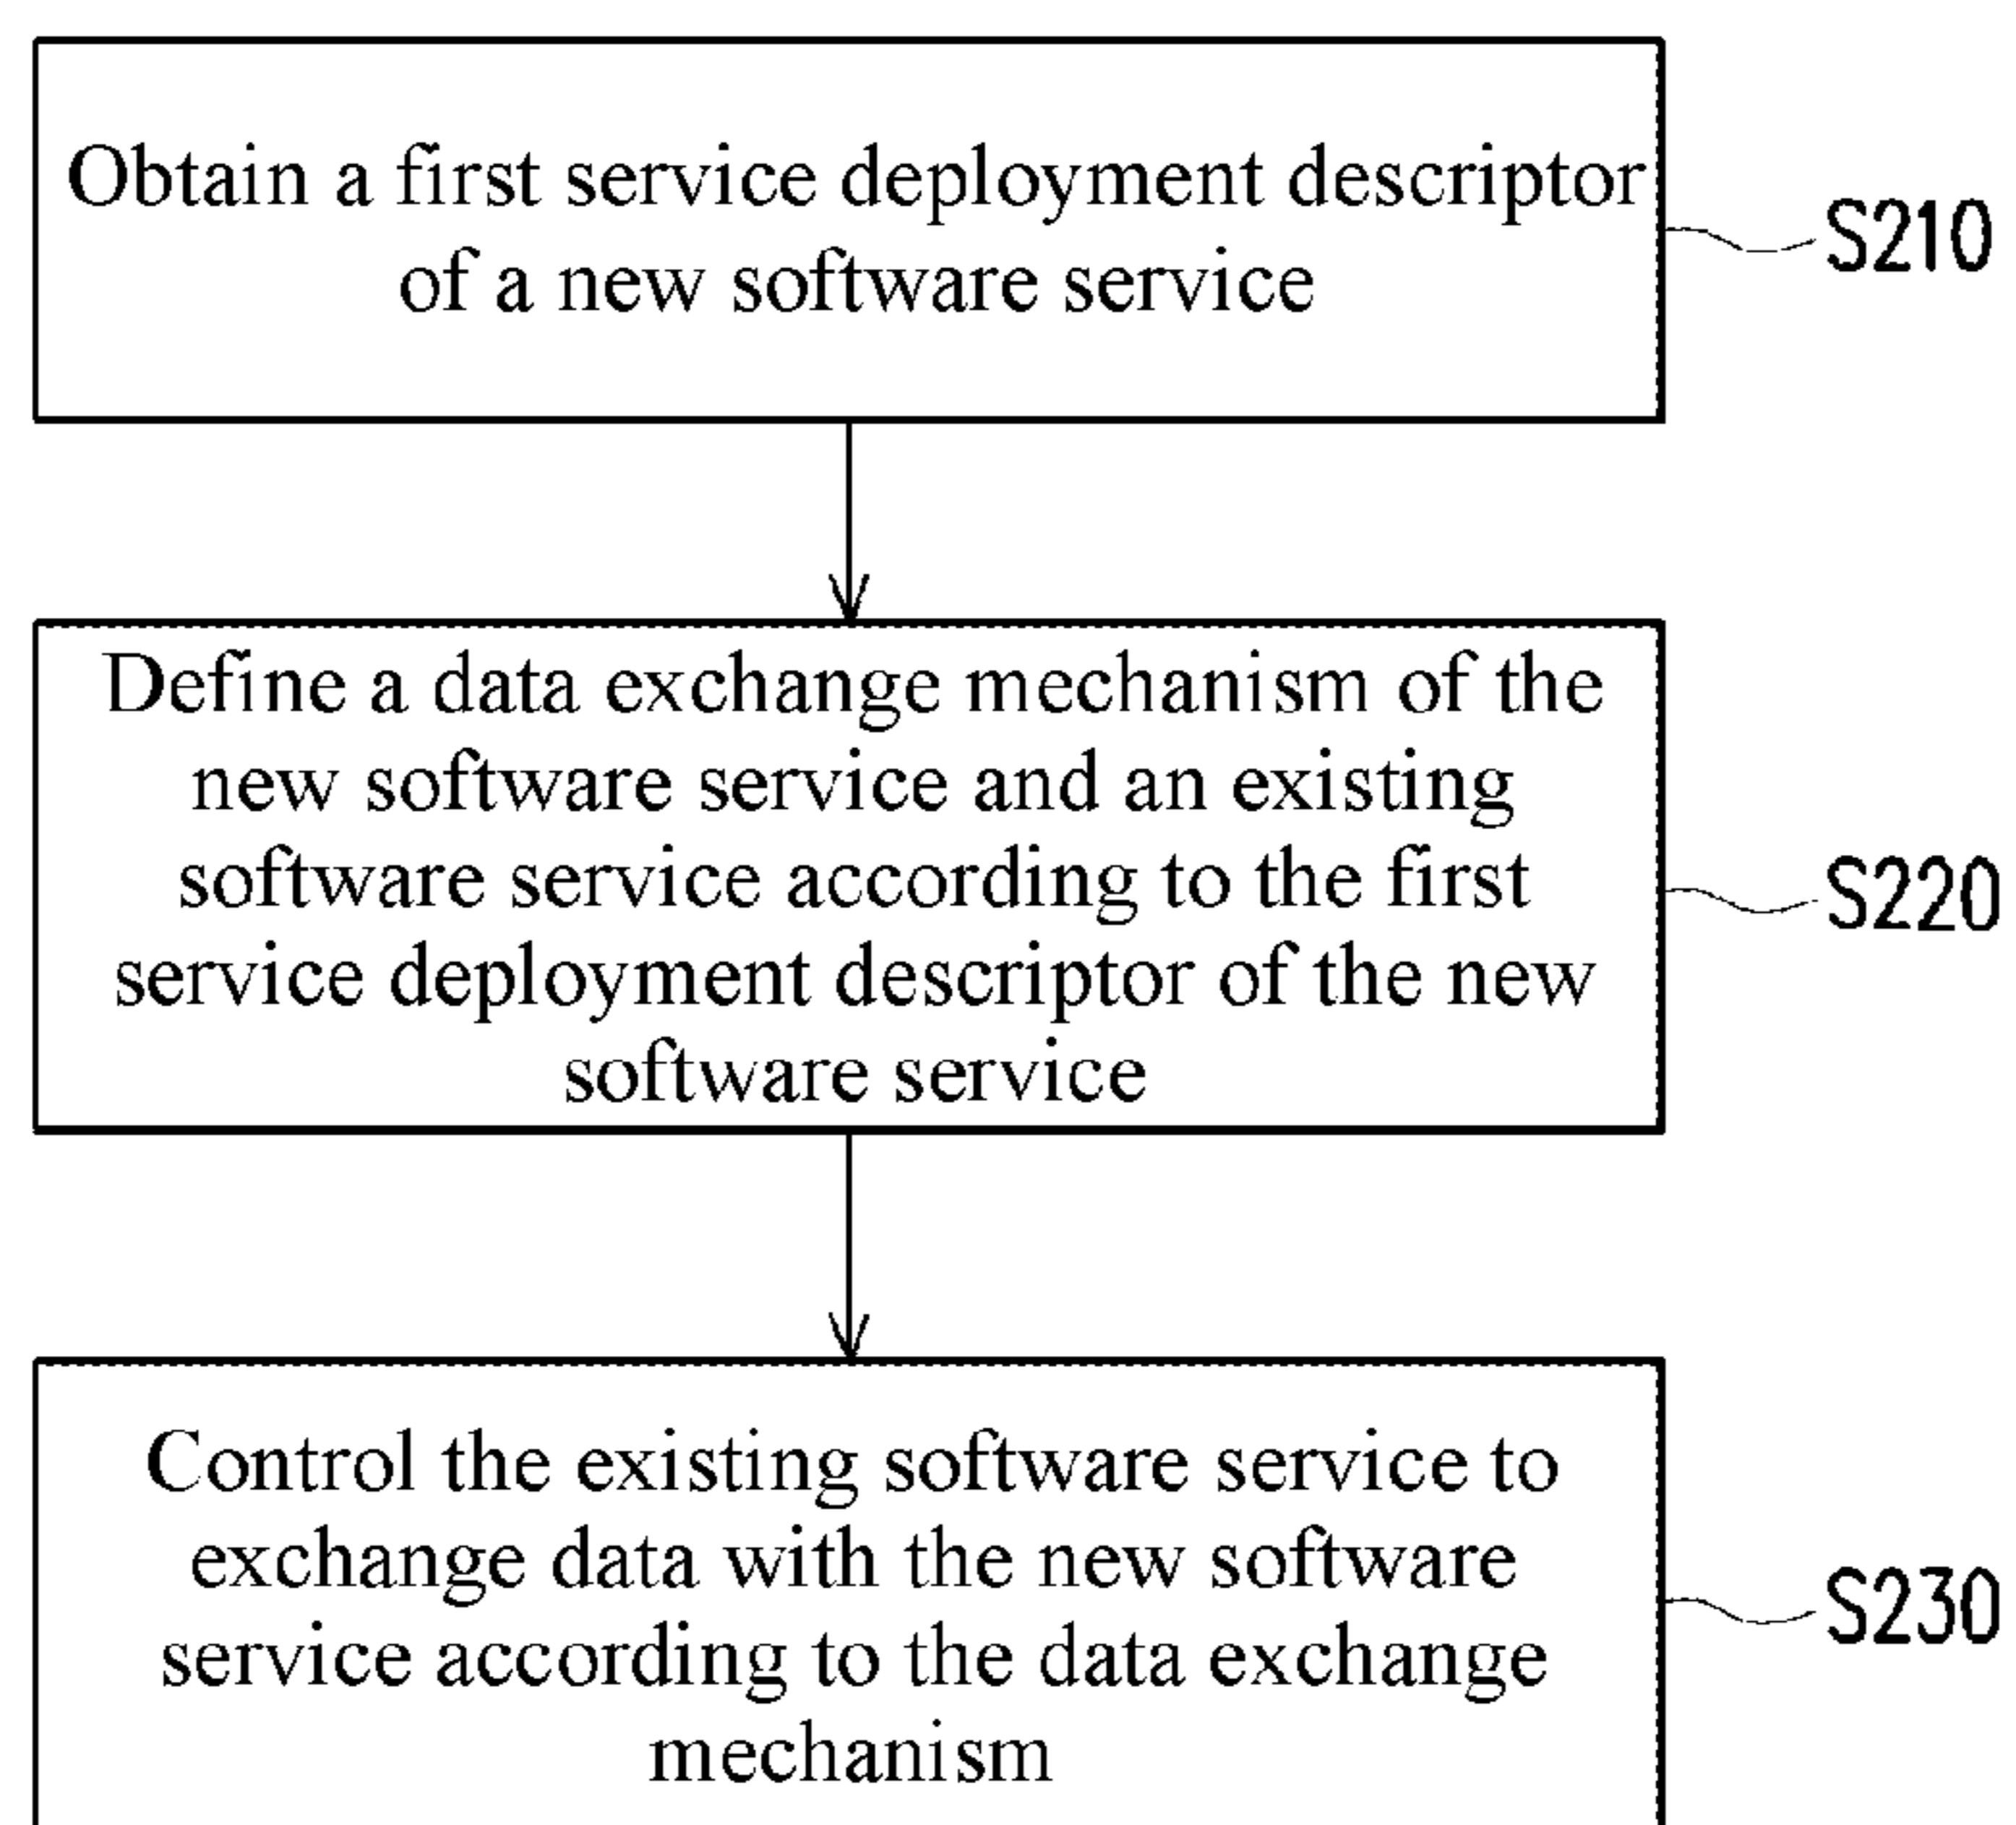 Obtain a first service deployment descriptor
of a new software service
S210
Define a data exchange mechanism of the
new software service and an existing
software service according to the first
service deployment descriptor of the new
software service
S220
Control the existing software service to
exchange data with the new software
service according to the data exchange
mechanism
S230